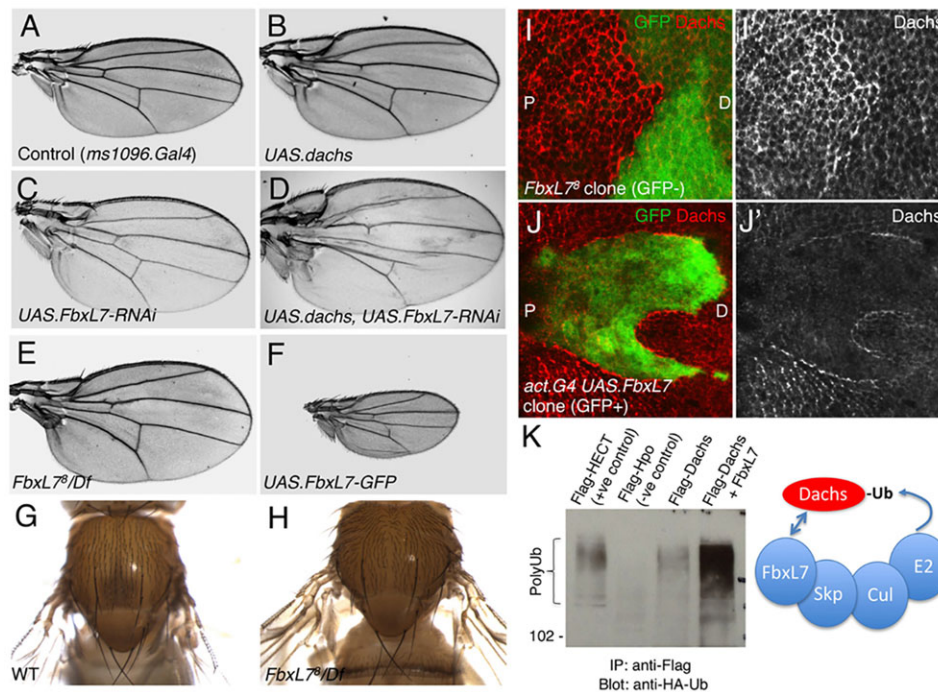 A
Control (ms1096.Gal4)
B
UAS.dachs
C
UAS.FbxL7-RNAi
D
UAS.dachs, UAS.FbxL7-RNAi
E
FbxL7⁸/Df
F
UAS.FbxL7-GFP
G
WT
H
FbxL7⁸/Df
I
GFP Dachs
P
D
FbxL7⁸ clone (GFP-)
I'
Dachs
J
GFP Dachs
P
D
act.G4 UAS.FbxL7
clone (GFP+)
J'
Dachs
K
Flag-HECT
(+ve control)
Flag-Hpo
(-ve control)
Flag-Dachs
Flag-Dachs
+ FbxL7
PolyUb
102 -
IP: anti-Flag
Blot: anti-HA-Ub
Dachs
-Ub
FbxL7
Skp
Cul
E2